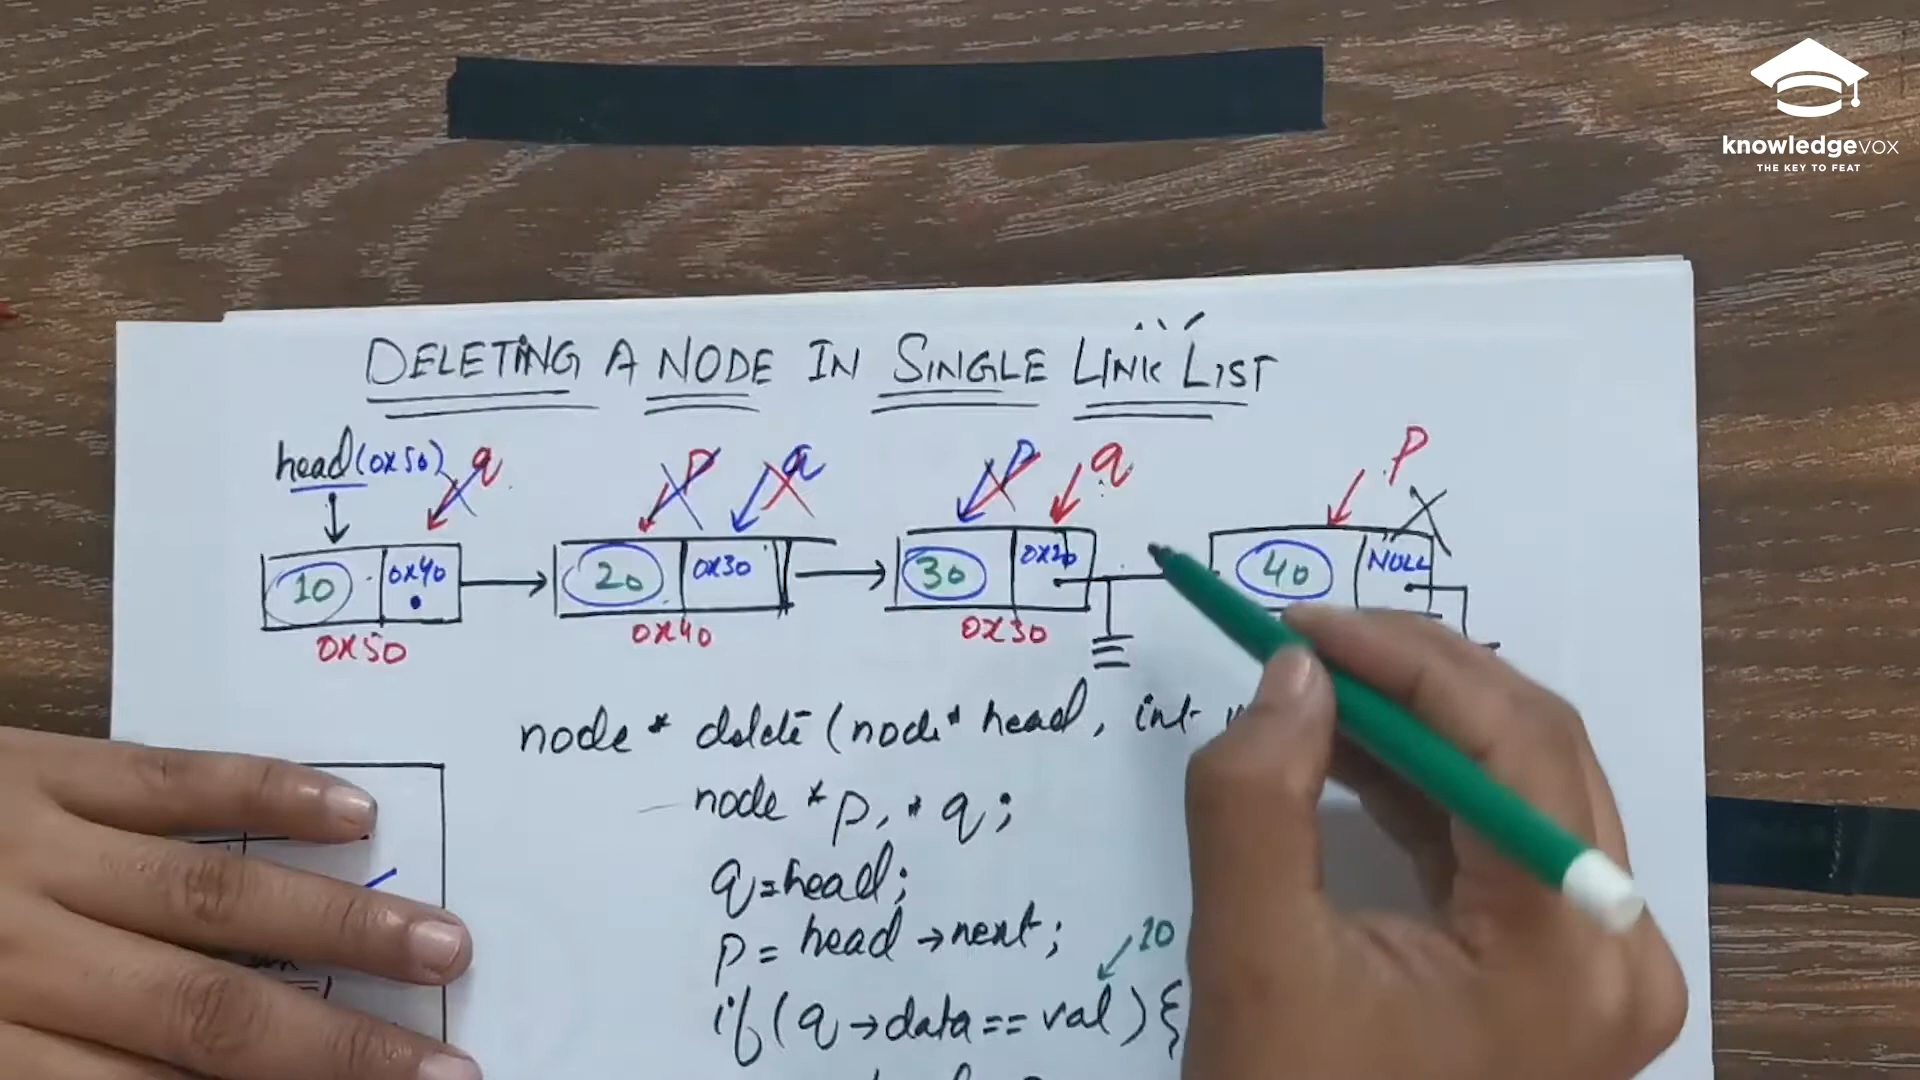 knowledgevox
THE KEY TO FEAT
DELETING A NODE IN SINGLE LINK LIST
head(0x50) q p q p q p
10 0x40 20 0x30 30 0x20 40 NULL
0x50 0x40 0x30
node * delete (node* head, int
node * p, * q;
q = head;
p = head → next;
10
if (q → data == val) {